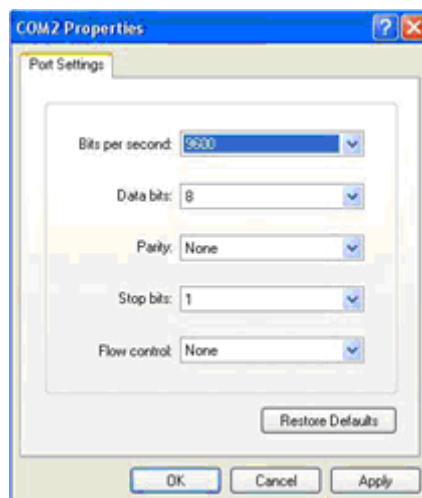 COM2 Properties
Port Settings
Bits per second: 9600
Data bits: 8
Parity: None
Stop bits: 1
Flow control: None
Restore Defaults
OK Cancel Apply